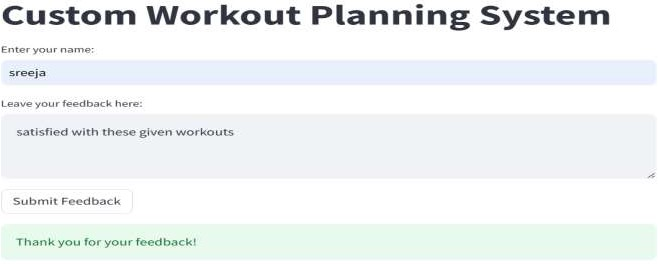 Custom Workout Planning System
Enter your name:
sreeja
Leave your feedback here:
satisfied with these given workouts
Submit Feedback
Thank you for your feedback!